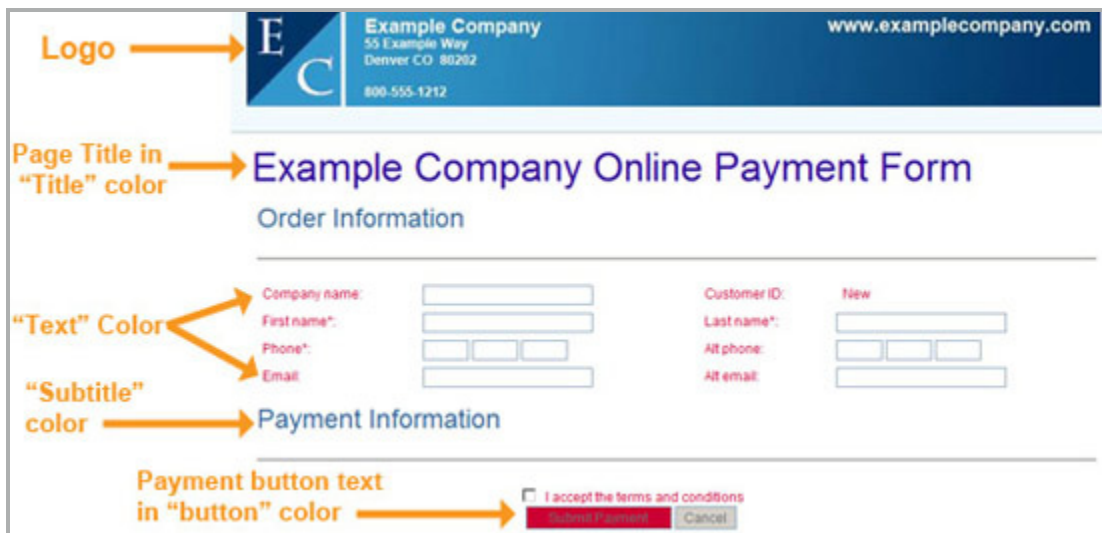 Logo
E
C
Example Company
55 Example Way
Denver CO 80202
800-555-1212
www.examplecompany.com
Page Title in
"Title" color
Example Company Online Payment Form
Order Information
"Text" Color
Company name:
Customer ID: New
First name*:
Last name*:
Phone*:
Alt phone:
Email:
Alt email:
"Subtitle"
color
Payment Information
Payment button text
in "button" color
I accept the terms and conditions
Submit Payment
Cancel